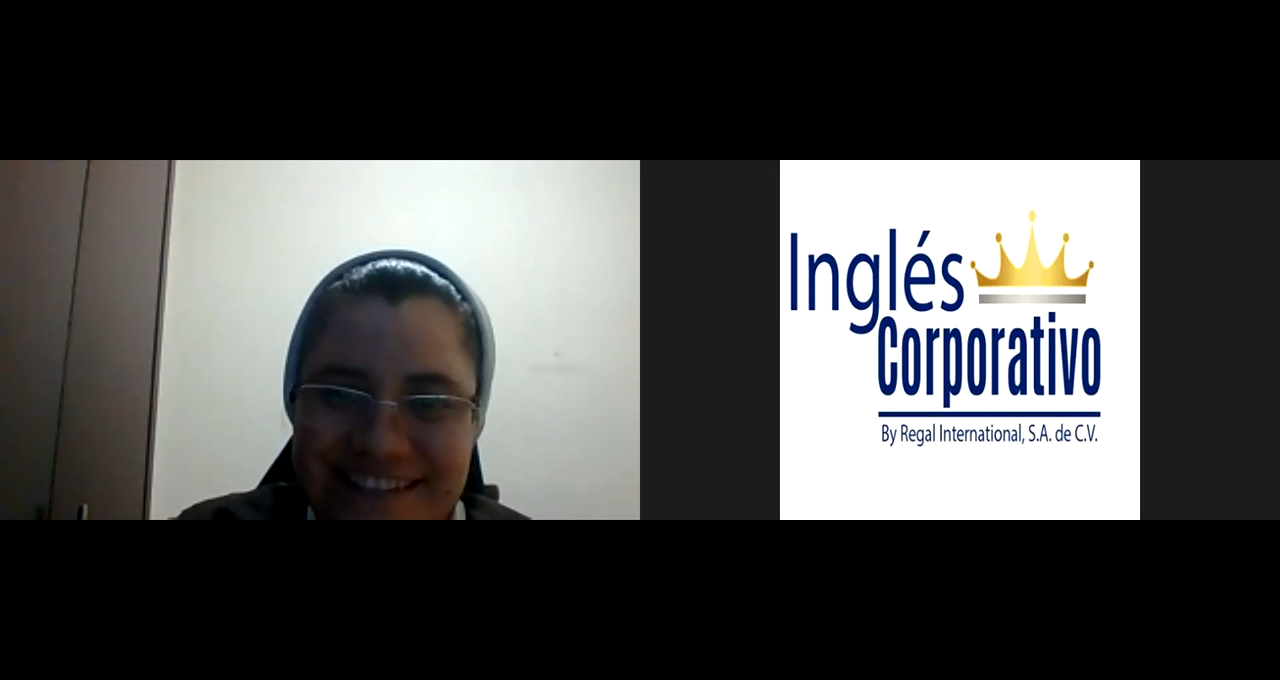 Inglés
Corporativo
By Regal International, S.A. de C.V.